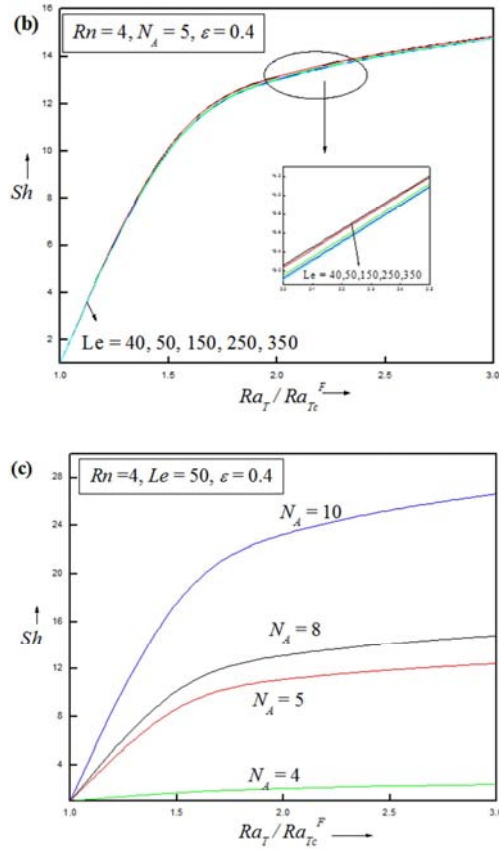 (b)
16
Rn = 4, N_A = 5, ε = 0.4
14
12
10
Sh
8
6
4
2
Le = 40,50,150,250,350
Le = 40, 50, 150, 250, 350
1.0 1.5 2.0 2.5 3.0
Ra_T / Ra_Tc^F
(c)
28
Rn =4, Le = 50, ε = 0.4
24
N_A = 10
20
16
Sh
N_A = 8
12
N_A = 5
8
4
N_A = 4
1.0 1.5 2.0 2.5 3.0
Ra_T / Ra_Tc^F